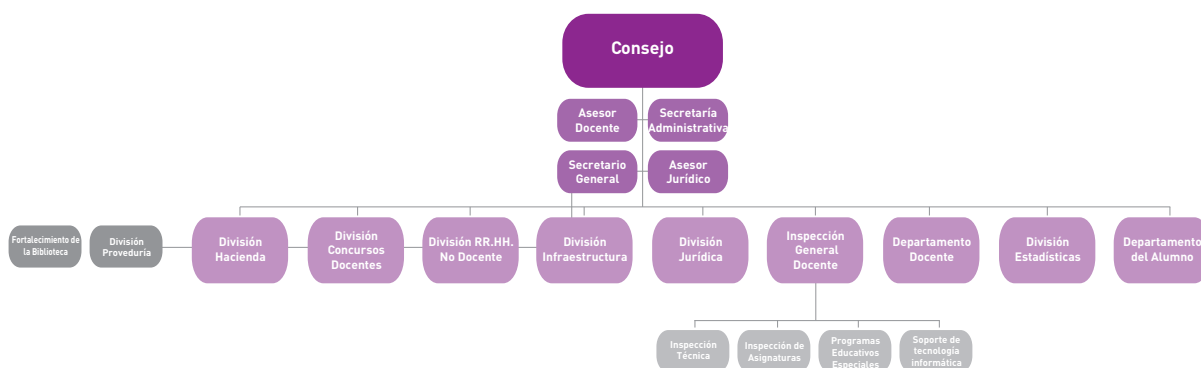 Consejo
Asesor
Docente
Secretaría
Administrativa
Secretario
General
Asesor
Jurídico
Fortalecimiento de
la Biblioteca
División
Proveduría
División
Hacienda
División
Concursos
Docentes
División RR.HH.
No Docente
División
Infraestructura
División
Jurídica
Inspección
General
Docente
Departamento
Docente
División
Estadísticas
Departamento
del Alumno
Inspección
Técnica
Inspección de
Asignaturas
Programas
Educativos
Especiales
Soporte de
tecnología
informática